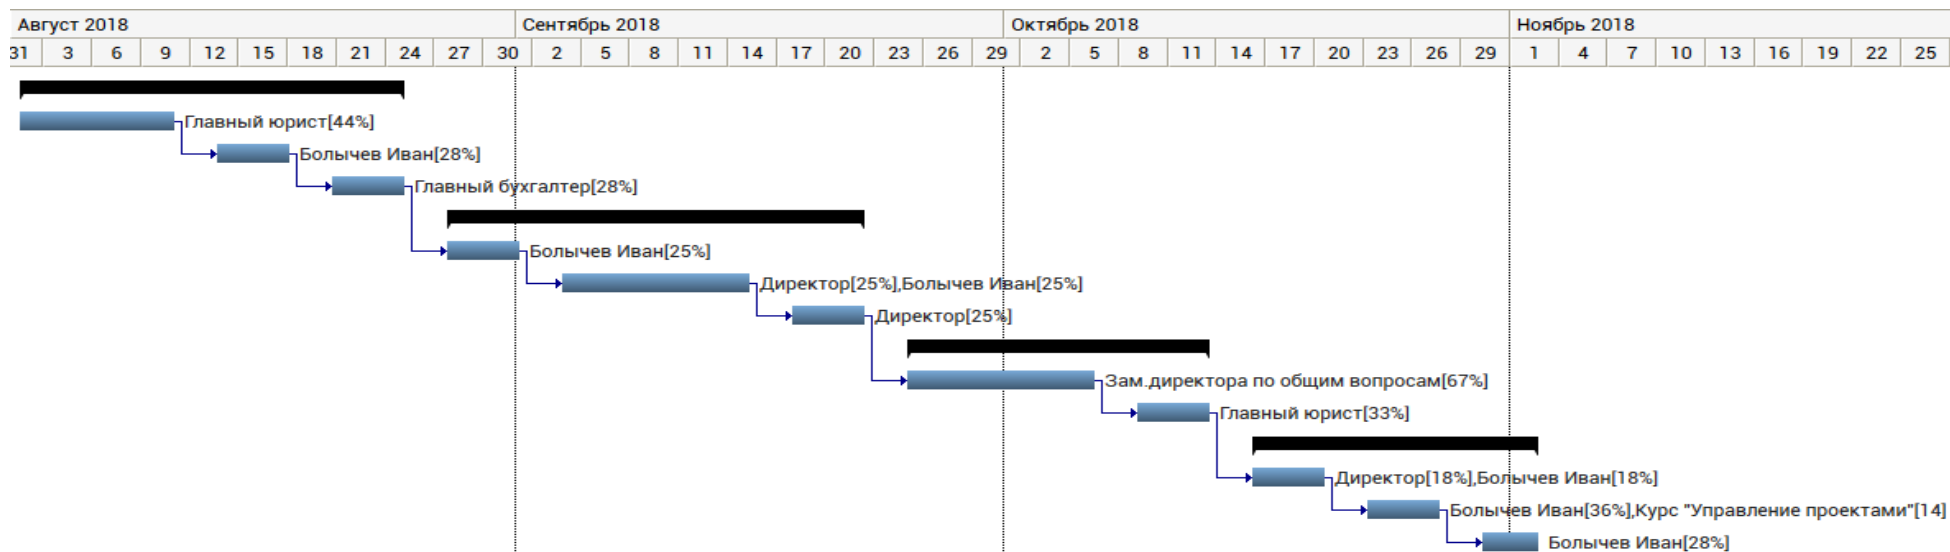 Август 2018 Сентябрь 2018 Октябрь 2018 Ноябрь 2018
31 3 6 9 12 15 18 21 24 27 30 2 5 8 11 14 17 20 23 26 29 2 5 8 11 14 17 20 23 26 29 1 4 7 10 13 16 19 22 25
Главный юрист[44%]
Болычев Иван[28%]
Главный бухгалтер[28%]
Болычев Иван[25%]
Директор[25%],Болычев Иван[25%]
Директор[25%]
Зам.директора по общим вопросам[67%]
Главный юрист[33%]
Директор[18%],Болычев Иван[18%]
Болычев Иван[36%],Курс "Управление проектами"[14]
Болычев Иван[28%]